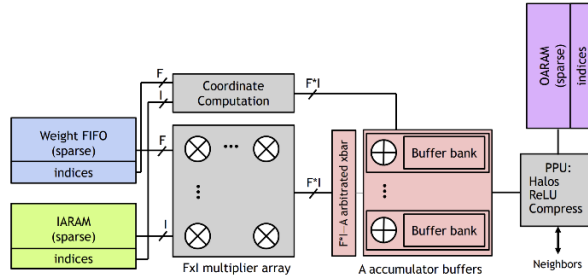 OARAM
(sparse)
indices
F
I
Coordinate
Computation
F*I
Weight FIFO
(sparse)
indices
F
F*I
F*I—A arbitrated xbar
Buffer bank
Buffer bank
PPU:
Halos
ReLU
Compress
IARAM
(sparse)
indices
I
FxI multiplier array
A accumulator buffers
Neighbors